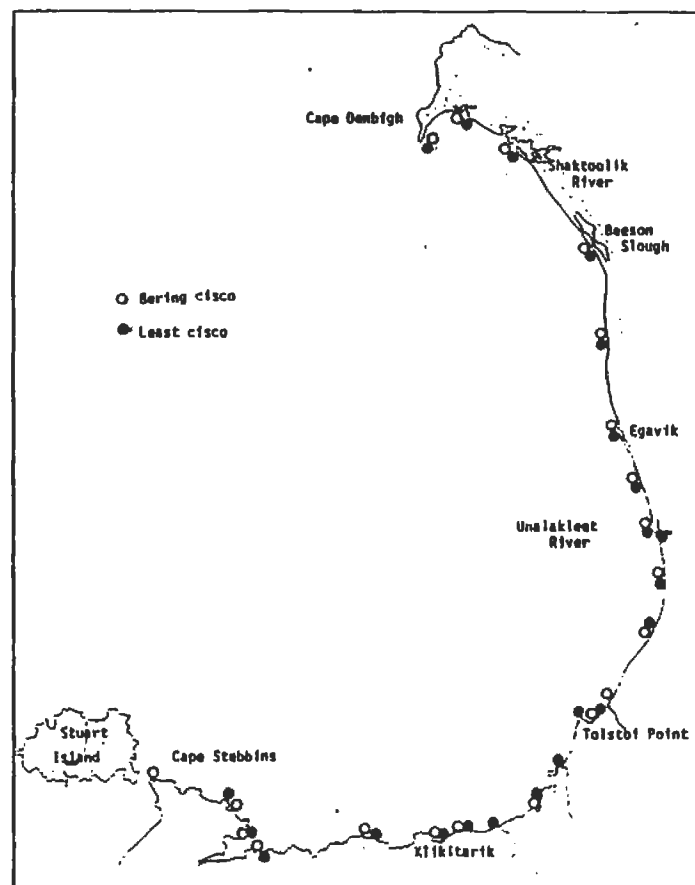 Cape Denbigh
Shaktoolik
River
Beeson
Slough
Bering cisco
Least cisco
Egavik
Unalakleet
River
Stuart
Island
Cape Stebbins
Tolstoi Point
Klikitarik